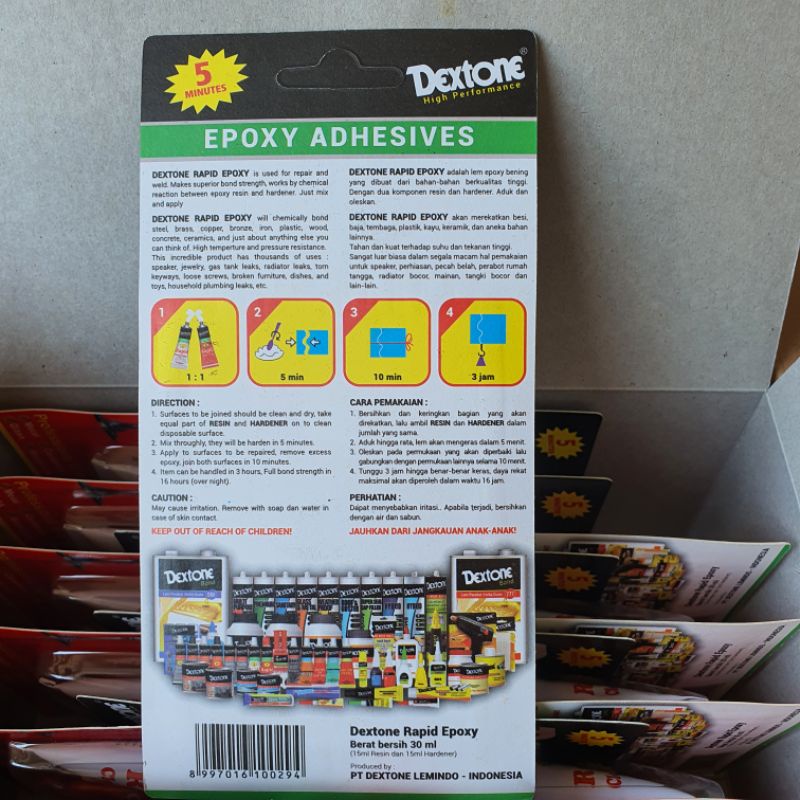 5
MINUTES
Dextone®
High Performance
EPOXY ADHESIVES
DEXTONE RAPID EPOXY is used for repair and
weld. Makes superior bond strength, works by chemical
reaction between epoxy resin and hardener. Just mix
and apply
DEXTONE RAPID EPOXY will chemically bond
steel, brass, copper, bronze, iron, plastic, wood,
concrete, ceramics, and just about anything else you
can think of. High temperture and pressure resistance.
This incredible product has thousands of uses :
speaker, jewelry, gas tank leaks, radiator leaks, torn
keyways, loose screws, broken furniture, dishes, and
toys, household plumbing leaks, etc.
DEXTONE RAPID EPOXY adalah lem epoxy bening
yang dibuat dari bahan-bahan berkualitas tinggi.
Dengan dua komponen resin dan hardener. Aduk dan
oleskan.
DEXTONE RAPID EPOXY akan merekatkan besi,
baja, tembaga, plastik, kayu, keramik, dan aneka bahan
lainnya.
Tahan dan kuat terhadap suhu dan tekanan tinggi.
Sangat luar biasa dalam segala macam hal pemakaian
untuk speaker, perhiasan, pecah belah, perabot rumah
tangga, radiator bocor, mainan, tangki bocor dan
lain-lain.
1
1 : 1
2
5 min
3
10 min
4
3 jam
DIRECTION :
1. Surfaces to be joined should be clean and dry, take
equal part of RESIN and HARDENER on to clean
disposable surface.
2. Mix throughly, they will be harden in 5 minutes.
3. Apply to surfaces to be repaired, remove excess
epoxy, join both surfaces in 10 minutes.
4. Item can be handled in 3 hours, Full bond strength in
16 hours (over night).
CAUTION :
May cause irritation. Remove with soap dan water in
case of skin contact.
KEEP OUT OF REACH OF CHILDREN!
CARA PEMAKAIAN :
1. Bersihkan dan keringkan bagian yang akan
direkatkan, lalu ambil RESIN dan HARDENER dalam
jumlah yang sama.
2. Aduk hingga rata, lem akan mengeras dalam 5 menit.
3. Oleskan pada permukaan yang akan diperbaiki lalu
gabungkan dengan permukaan lainnya selama 10 menit.
4. Tunggu 3 jam hingga benar-benar keras, daya rekat
maksimal akan diperoleh dalam waktu 16 jam.
PERHATIAN :
Dapat menyebabkan iritasi.. Apabila terjadi, bersihkan
dengan air dan sabun.
JAUHKAN DARI JANGKAUAN ANAK-ANAK!
Dextone
Dextone
8 997016 100294
Dextone Rapid Epoxy
Berat bersih 30 ml
(15ml Resin dan 15ml Hardener)
Produced by :
PT DEXTONE LEMINDO - INDONESIA